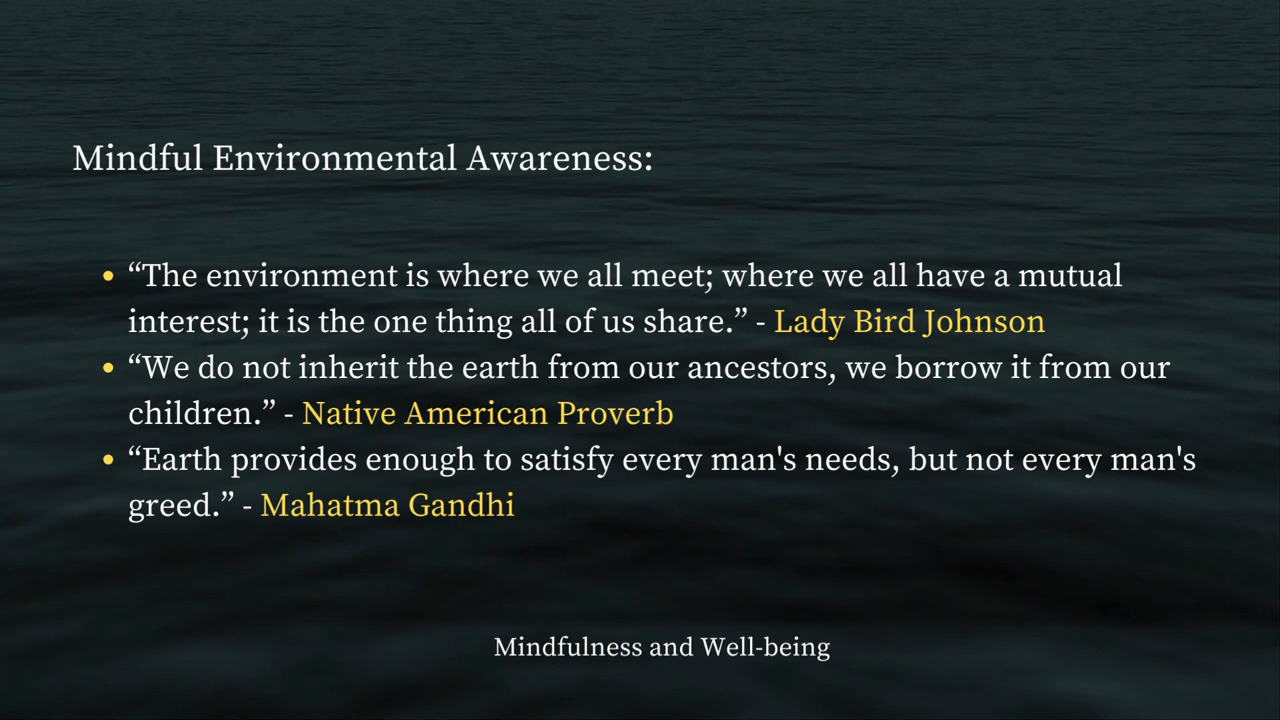 Mindful Environmental Awareness:
• “The environment is where we all meet; where we all have a mutual
interest; it is the one thing all of us share.” - Lady Bird Johnson
• “We do not inherit the earth from our ancestors, we borrow it from our
children.” - Native American Proverb
• “Earth provides enough to satisfy every man's needs, but not every man's
greed.” - Mahatma Gandhi
Mindfulness and Well-being